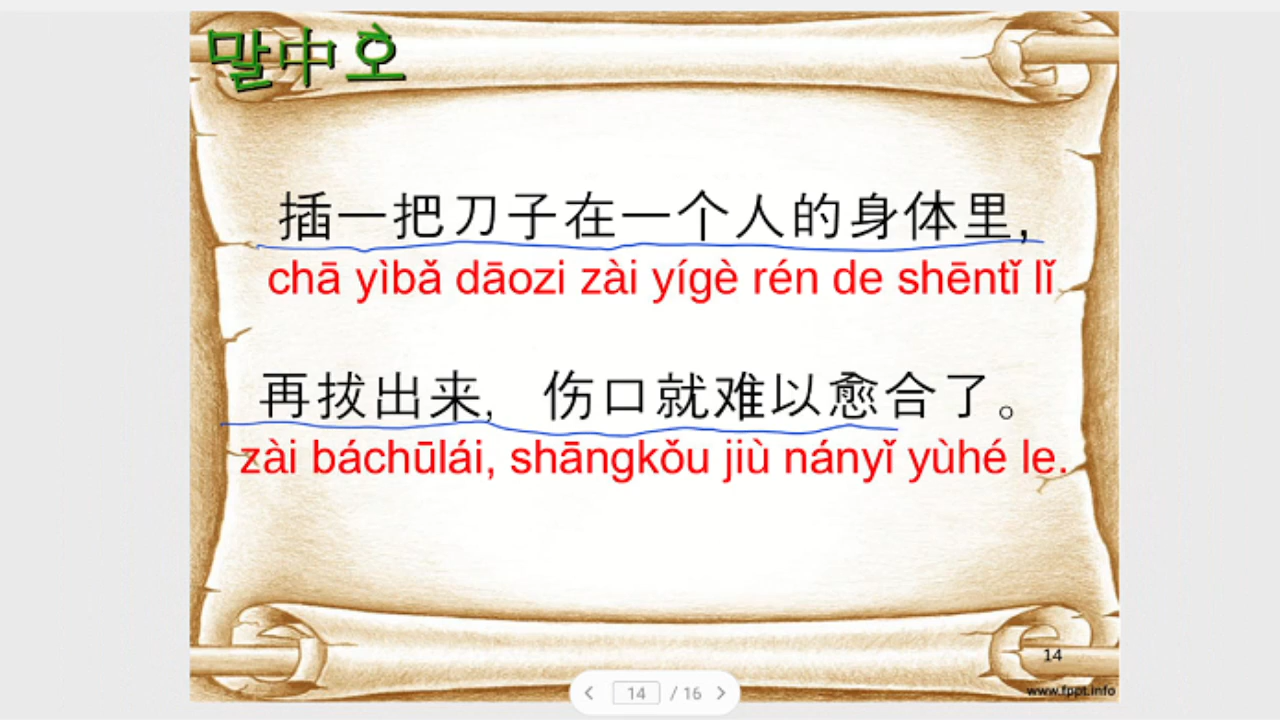 말中호
插一把刀子在一个人的身体里，
chā yìbǎ dāozi zài yígè rén de shēntǐ lǐ
再拔出来， 伤口就难以愈合了。
zài báchūlái, shāngkǒu jiù nányǐ yùhé le.
14
www.fppt.info
14 / 16